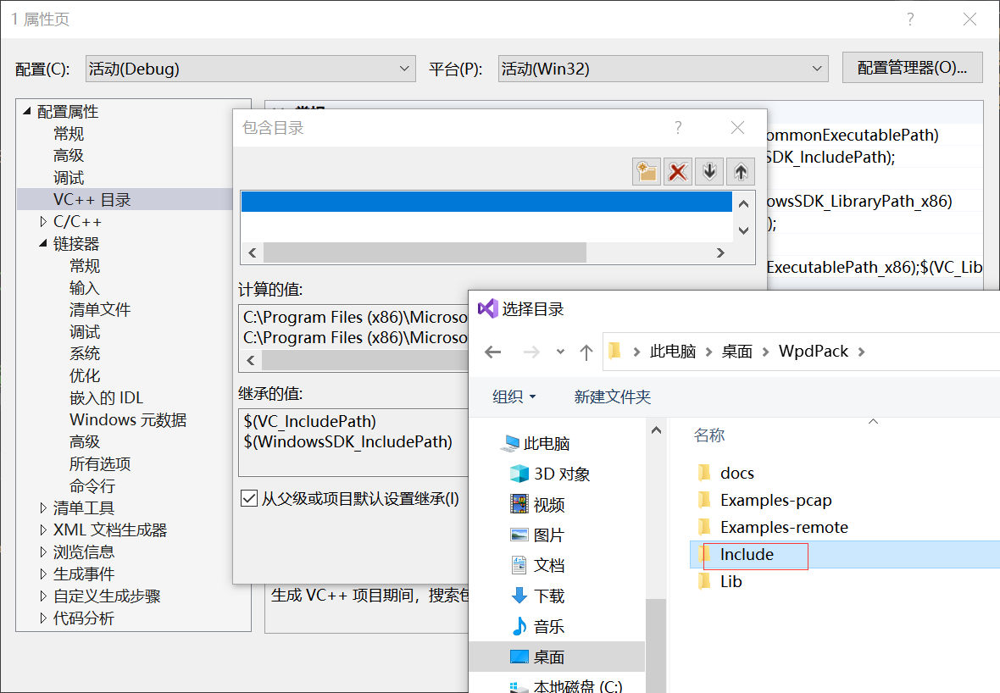 1 属性页
配置(C):
活动(Debug)
平台(P):
活动(Win32)
配置管理器(O)...
配置属性
常规
高级
调试
VC++ 目录
C/C++
链接器
常规
输入
清单文件
调试
系统
优化
嵌入的 IDL
Windows 元数据
高级
所有选项
命令行
清单工具
XML 文档生成器
浏览信息
生成事件
自定义生成步骤
代码分析
常规
ommonExecutablePath)
SDK_IncludePath);
owsSDK_LibraryPath_x86)
);
ExecutablePath_x86);$(VC_Lib
生成 VC++ 项目期间，搜索包
包含目录
计算的值:
C:\Program Files (x86)\Microso
C:\Program Files (x86)\Microso
继承的值:
$(VC_IncludePath)
$(WindowsSDK_IncludePath)
从父级或项目默认设置继承(I)
选择目录
此电脑 > 桌面 > WpdPack >
组织
新建文件夹
此电脑
3D 对象
视频
图片
文档
下载
音乐
桌面
本地磁盘 (C:)
名称
docs
Examples-pcap
Examples-remote
Include
Lib